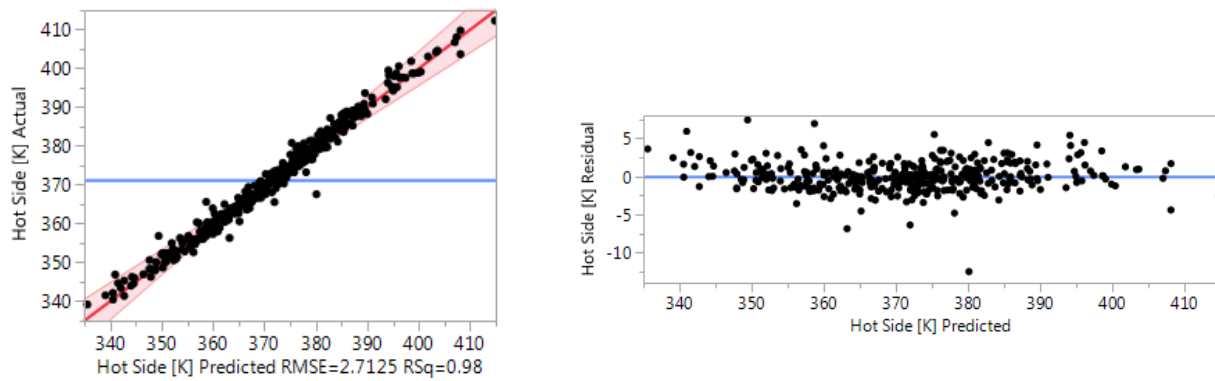 Hot Side [K] Actual
410
400
390
380
370
360
350
340
340 350 360 370 380 390 400 410
Hot Side [K] Predicted RMSE=2.7125 RSq=0.98
Hot Side [K] Residual
5
0
-5
-10
340 350 360 370 380 390 400 410
Hot Side [K] Predicted